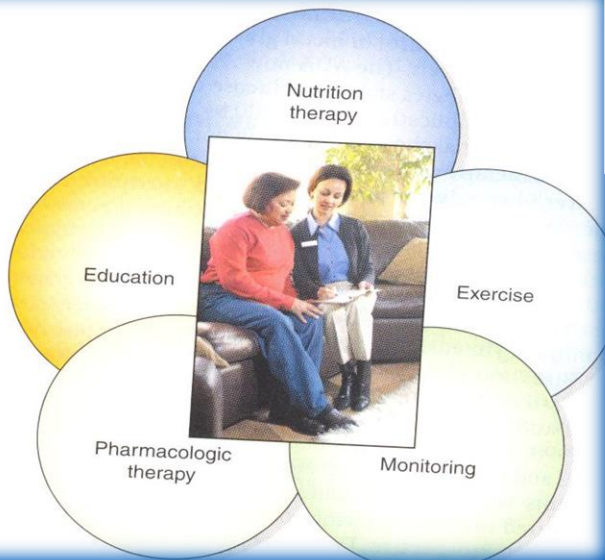 Nutrition
therapy
Education
Exercise
Pharmacologic
therapy
Monitoring